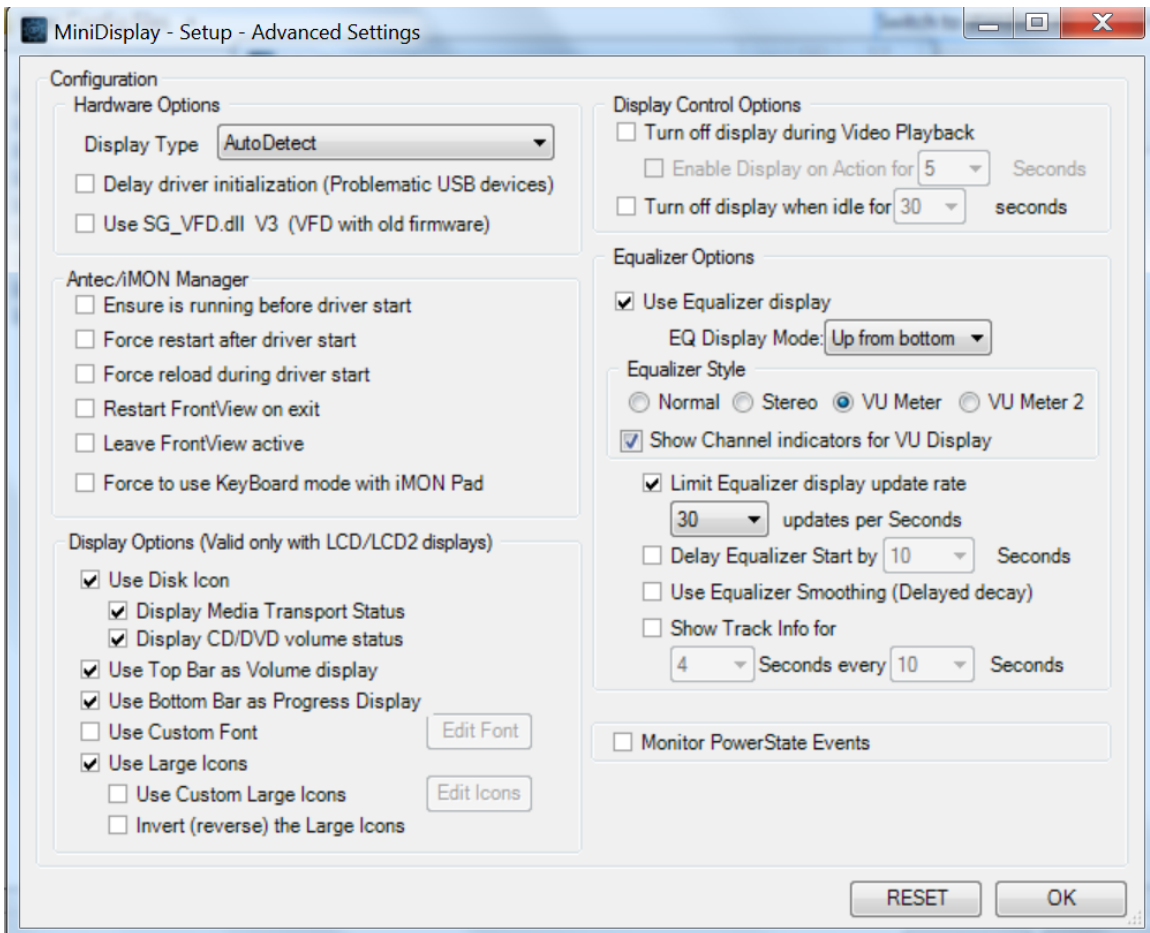 MiniDisplay - Setup - Advanced Settings
Configuration
Hardware Options
Display Type AutoDetect
Delay driver initialization (Problematic USB devices)
Use SG_VFD.dll V3 (VFD with old firmware)
Antec/iMON Manager
Ensure is running before driver start
Force restart after driver start
Force reload during driver start
Restart FrontView on exit
Leave FrontView active
Force to use KeyBoard mode with iMON Pad
Display Options (Valid only with LCD/LCD2 displays)
Use Disk Icon
Display Media Transport Status
Display CD/DVD volume status
Use Top Bar as Volume display
Use Bottom Bar as Progress Display
Use Custom Font Edit Font
Use Large Icons
Use Custom Large Icons Edit Icons
Invert (reverse) the Large Icons
Display Control Options
Turn off display during Video Playback
Enable Display on Action for 5 Seconds
Turn off display when idle for 30 seconds
Equalizer Options
Use Equalizer display
EQ Display Mode: Up from bottom
Equalizer Style
Normal Stereo VU Meter VU Meter 2
Show Channel indicators for VU Display
Limit Equalizer display update rate
30 updates per Seconds
Delay Equalizer Start by 10 Seconds
Use Equalizer Smoothing (Delayed decay)
Show Track Info for
4 Seconds every 10 Seconds
Monitor PowerState Events
RESET OK